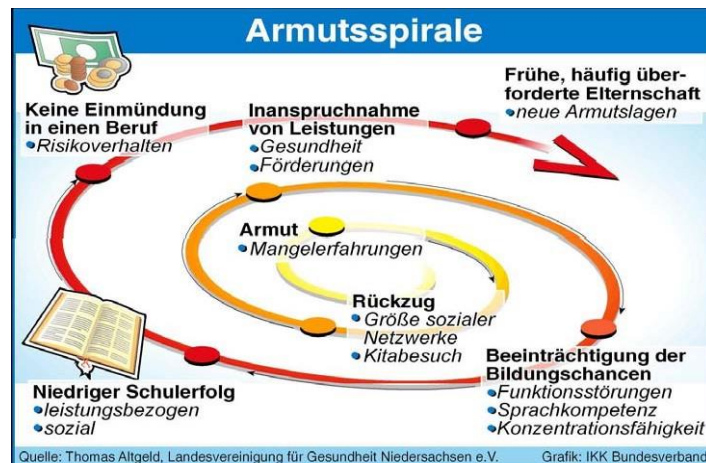 Armutsspirale
Frühe, häufig über-
forderte Elternschaft
neue Armutslagen
Keine Einmündung
in einen Beruf
Risikoverhalten
Inanspruchnahme
von Leistungen
Gesundheit
Förderungen
Armut
Mangelerfahrungen
Rückzug
Größe sozialer
Netzwerke
Kitabesuch
Beeinträchtigung der
Bildungschancen
Funktionsstörungen
Sprachkompetenz
Konzentrationsfähigkeit
Niedriger Schulerfolg
leistungsbezogen
sozial
Quelle: Thomas Altgeld, Landesvereinigung für Gesundheit Niedersachsen e.V. Grafik: IKK Bundesverband